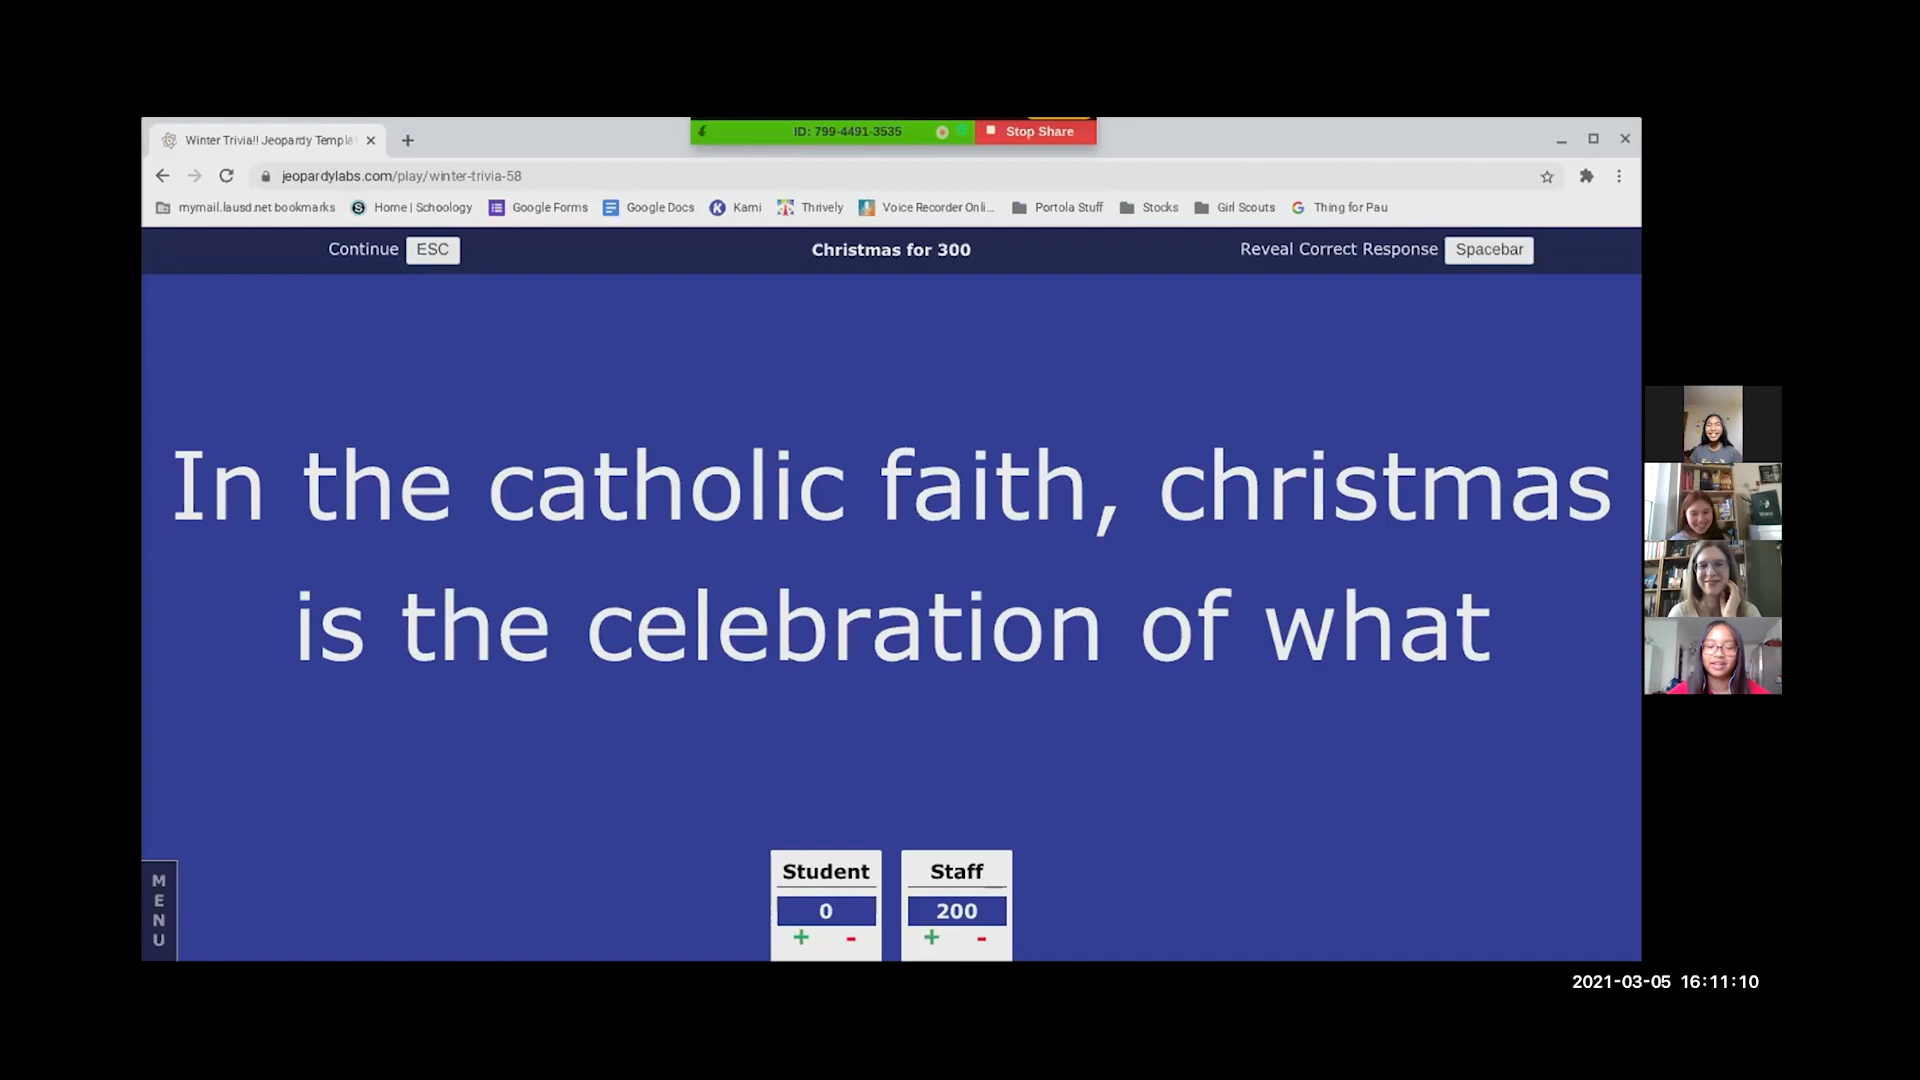 Winter Trivia!! Jeopardy Templa
ID: 799-4491-3535
Stop Share
jeopardylabs.com/play/winter-trivia-58
mymail.lausd.net bookmarks
Home | Schoology
Google Forms
Google Docs
Kami
Thrively
Voice Recorder Onli...
Portola Stuff
Stocks
Girl Scouts
Thing for Pau
Continue ESC
Christmas for 300
Reveal Correct Response Spacebar
In the catholic faith, christmas
is the celebration of what
MENU
Student
0
+ -
Staff
200
+ -
2021-03-05 16:11:10